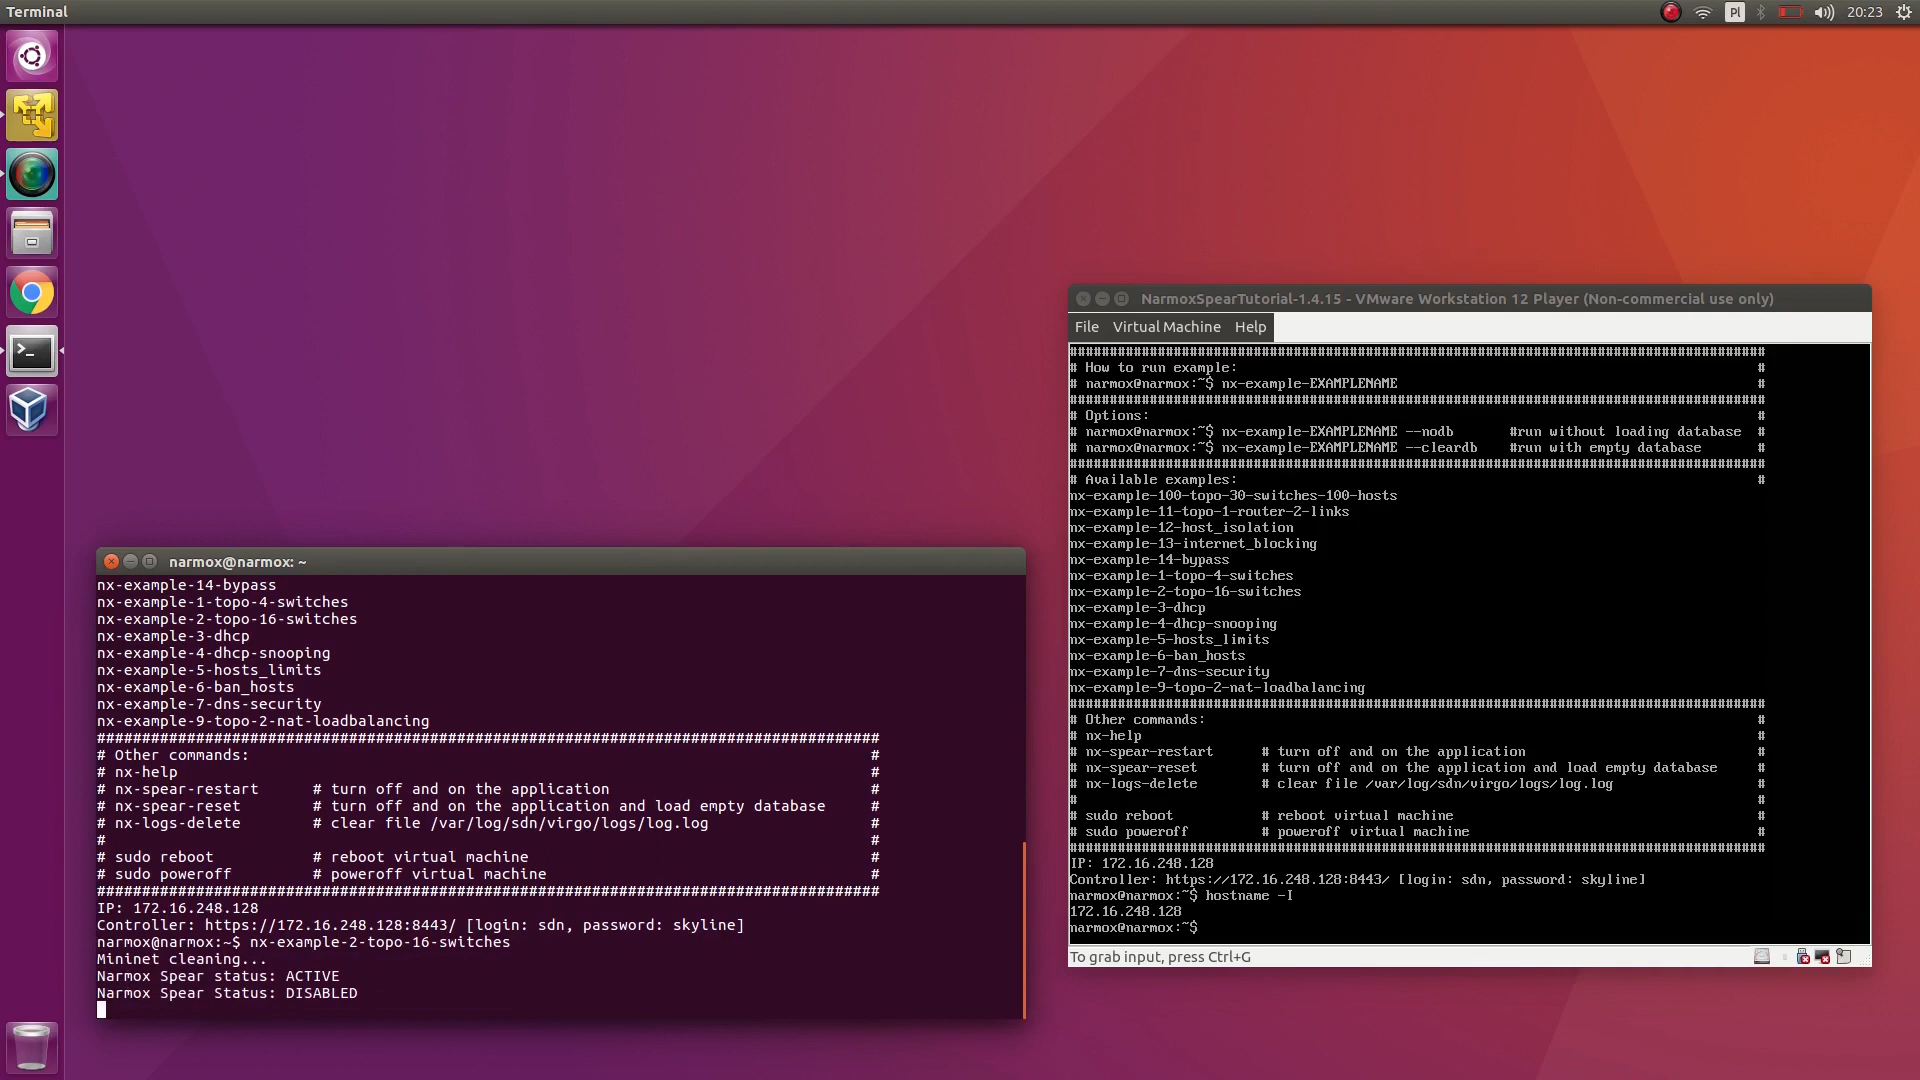 Terminal
Pl
20:23
narmox@narmox: ~
nx-example-14-bypass
nx-example-1-topo-4-switches
nx-example-2-topo-16-switches
nx-example-3-dhcp
nx-example-4-dhcp-snooping
nx-example-5-hosts_limits
nx-example-6-ban_hosts
nx-example-7-dns-security
nx-example-9-topo-2-nat-loadbalancing
#######################################################################################
# Other commands: #
# nx-help #
# nx-spear-restart # turn off and on the application #
# nx-spear-reset # turn off and on the application and load empty database #
# nx-logs-delete # clear file /var/log/sdn/virgo/logs/log.log #
# #
# sudo reboot # reboot virtual machine #
# sudo poweroff # poweroff virtual machine #
#######################################################################################
IP: 172.16.248.128
Controller: https://172.16.248.128:8443/ [login: sdn, password: skyline]
narmox@narmox:~$ nx-example-2-topo-16-switches
Mininet cleaning...
Narmox Spear status: ACTIVE
Narmox Spear Status: DISABLED
NarmoxSpearTutorial-1.4.15 - VMware Workstation 12 Player (Non-commercial use only)
File Virtual Machine Help
#######################################################################################
# How to run example: #
# narmox@narmox:~$ nx-example-EXAMPLENAME #
#######################################################################################
# Options: #
# narmox@narmox:~$ nx-example-EXAMPLENAME --nodb #run without loading database #
# narmox@narmox:~$ nx-example-EXAMPLENAME --cleardb #run with empty database #
#######################################################################################
# Available examples: #
nx-example-100-topo-30-switches-100-hosts
nx-example-11-topo-1-router-2-links
nx-example-12-host_isolation
nx-example-13-internet_blocking
nx-example-14-bypass
nx-example-1-topo-4-switches
nx-example-2-topo-16-switches
nx-example-3-dhcp
nx-example-4-dhcp-snooping
nx-example-5-hosts_limits
nx-example-6-ban_hosts
nx-example-7-dns-security
nx-example-9-topo-2-nat-loadbalancing
#######################################################################################
# Other commands: #
# nx-help #
# nx-spear-restart # turn off and on the application #
# nx-spear-reset # turn off and on the application and load empty database #
# nx-logs-delete # clear file /var/log/sdn/virgo/logs/log.log #
# #
# sudo reboot # reboot virtual machine #
# sudo poweroff # poweroff virtual machine #
#######################################################################################
IP: 172.16.248.128
Controller: https://172.16.248.128:8443/ [login: sdn, password: skyline]
narmox@narmox:~$ hostname -I
172.16.248.128
narmox@narmox:~$
To grab input, press Ctrl+G